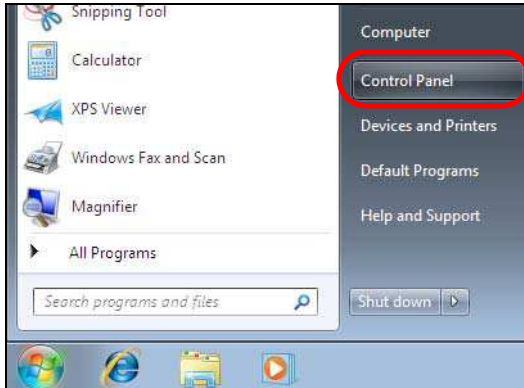 Snipping Tool
Calculator
XPS Viewer
Windows Fax and Scan
Magnifier
All Programs
Search programs and files
Computer
Control Panel
Devices and Printers
Default Programs
Help and Support
Shut down